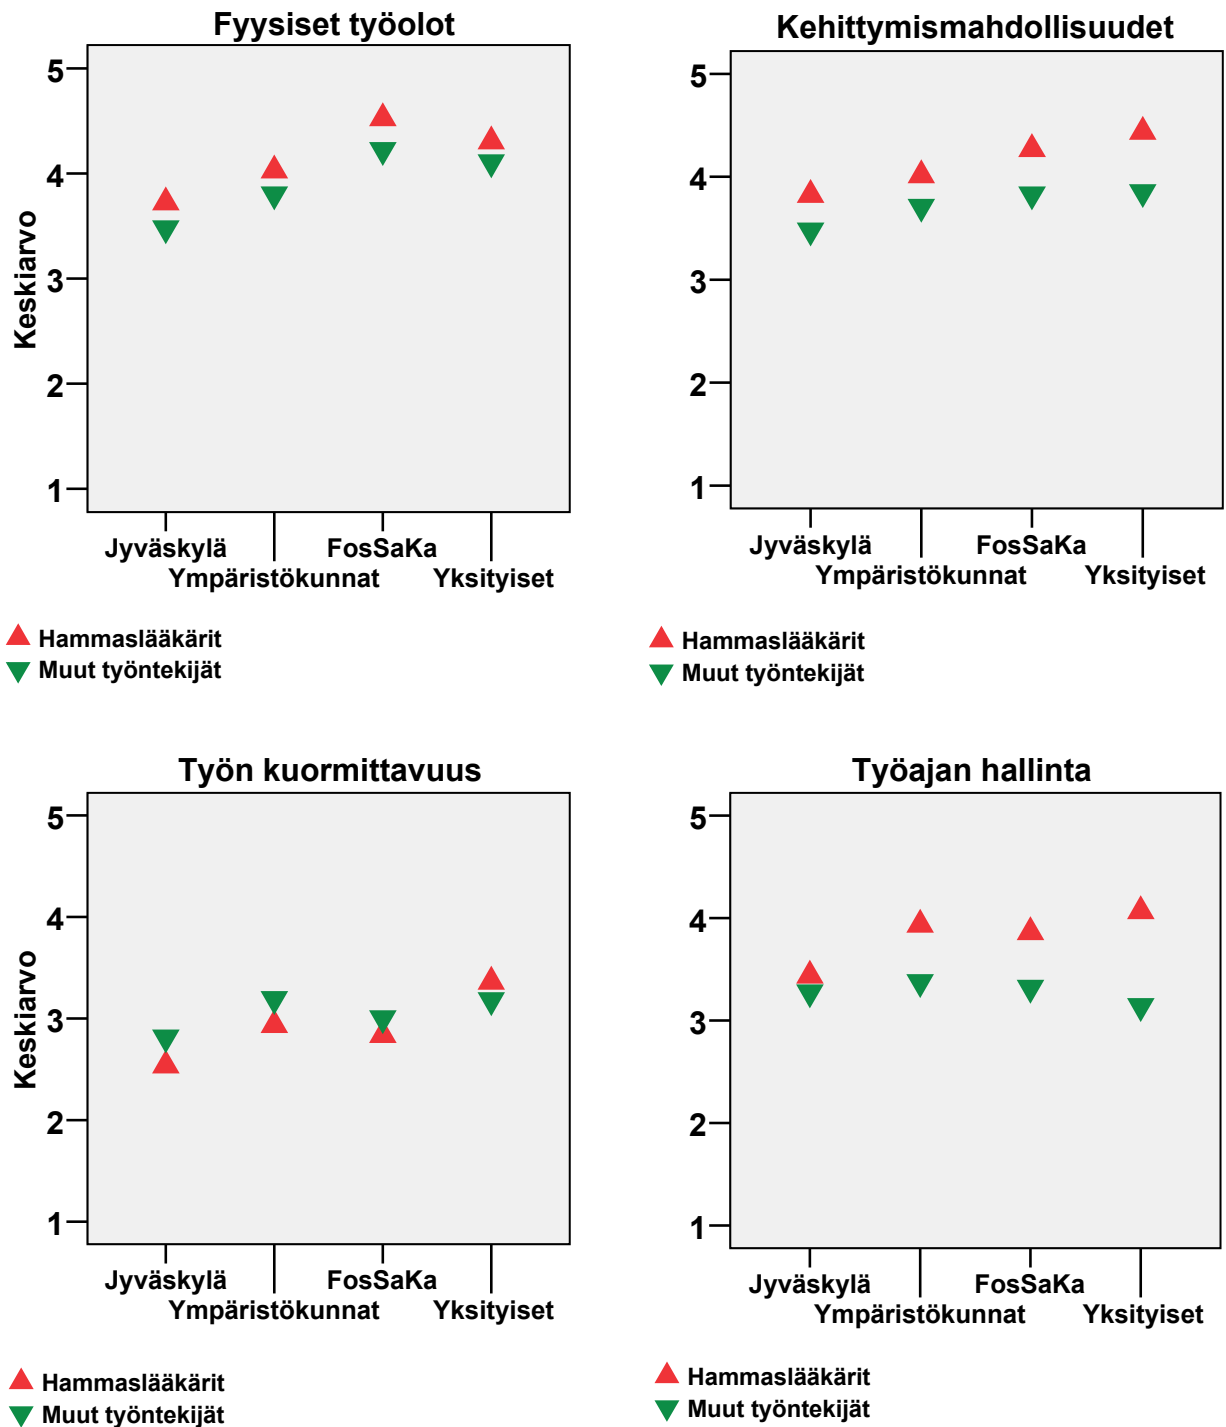 Fyysiset työolot
5
4
3
2
1
Keskiarvo
Jyväskylä
FosSaKa
Ympäristökunnat
Yksityiset
Hammaslääkärit
Muut työntekijät
Kehittymismahdollisuudet
5
4
3
2
1
Jyväskylä
FosSaKa
Ympäristökunnat
Yksityiset
Hammaslääkärit
Muut työntekijät
Työn kuormittavuus
5
4
3
2
1
Keskiarvo
Jyväskylä
FosSaKa
Ympäristökunnat
Yksityiset
Hammaslääkärit
Muut työntekijät
Työajan hallinta
5
4
3
2
1
Jyväskylä
FosSaKa
Ympäristökunnat
Yksityiset
Hammaslääkärit
Muut työntekijät